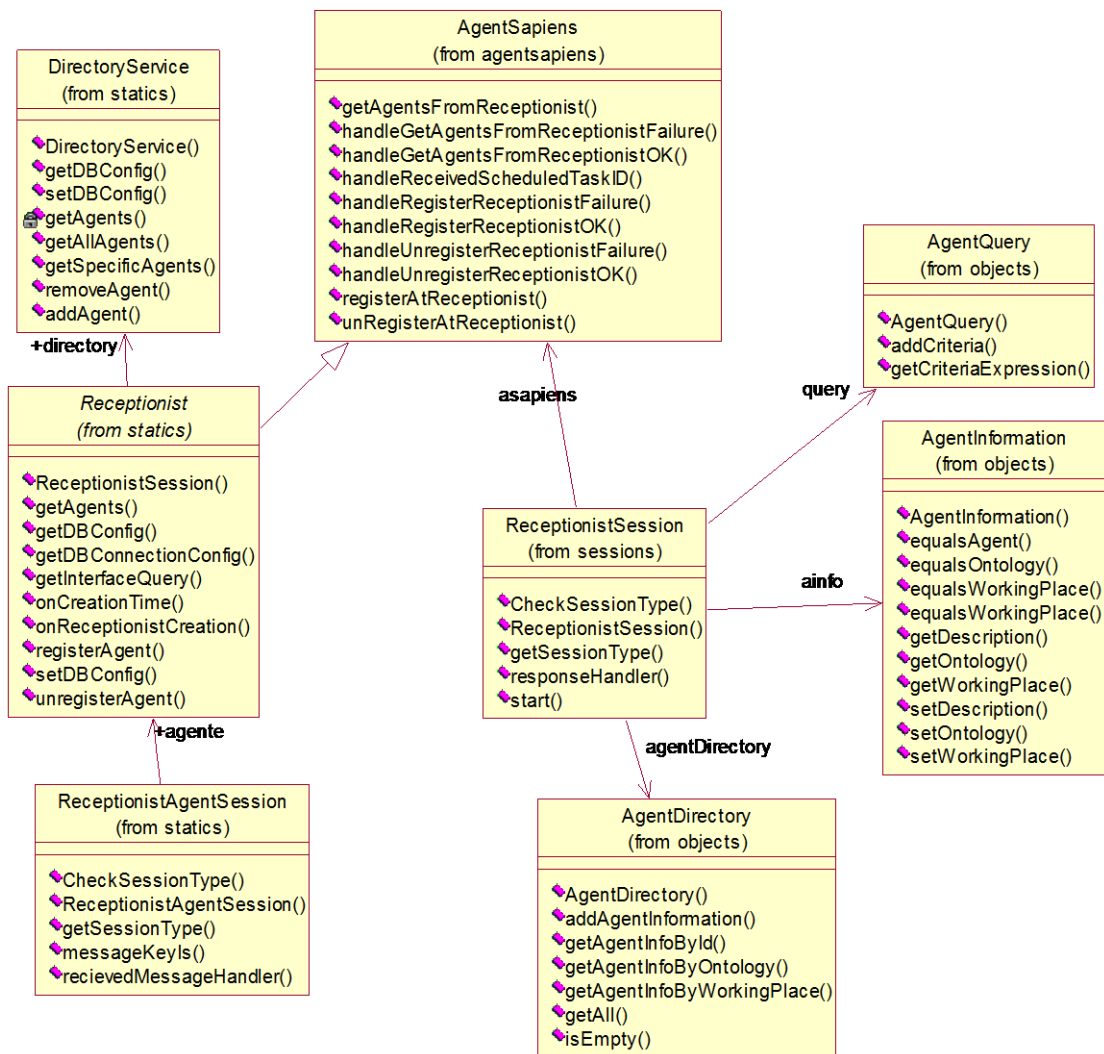 DirectoryService
(from statics)
DirectoryService()
getDBConfig()
setDBConfig()
getAgents()
getAllAgents()
getSpecificAgents()
removeAgent()
addAgent()
+directory
AgentSapiens
(from agentsapiens)
getAgentsFromReceptionist()
handleGetAgentsFromReceptionistFailure()
handleGetAgentsFromReceptionistOK()
handleReceivedScheduledTaskID()
handleRegisterReceptionistFailure()
handleRegisterReceptionistOK()
handleUnregisterReceptionistFailure()
handleUnregisterReceptionistOK()
registerAtReceptionist()
unRegisterAtReceptionist()
asapiens
query
AgentQuery
(from objects)
AgentQuery()
addCriteria()
getCriteriaExpression()
Receptionist
(from statics)
ReceptionistSession()
getAgents()
getDBConfig()
getDBConnectionConfig()
getInterfaceQuery()
onCreationTime()
onReceptionistCreation()
registerAgent()
setDBConfig()
unregisterAgent()
+agente
ReceptionistSession
(from sessions)
CheckSessionType()
ReceptionistSession()
getSessionType()
responseHandler()
start()
ainfo
agentDirectory
AgentInformation
(from objects)
AgentInformation()
equalsAgent()
equalsOntology()
equalsWorkingPlace()
equalsWorkingPlace()
getDescription()
getOntology()
getWorkingPlace()
setDescription()
setOntology()
setWorkingPlace()
ReceptionistAgentSession
(from statics)
CheckSessionType()
ReceptionistAgentSession()
getSessionType()
messageKeyIs()
recievedMessageHandler()
AgentDirectory
(from objects)
AgentDirectory()
addAgentInformation()
getAgentInfoById()
getAgentInfoByOntology()
getAgentInfoByWorkingPlace()
getAll()
isEmpty()